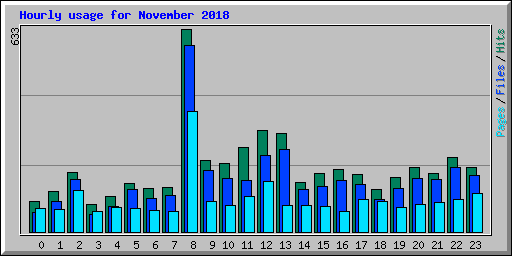 Hourly usage for November 2018
633
Pages / Files / Hits
0 1 2 3 4 5 6 7 8 9 10 11 12 13 14 15 16 17 18 19 20 21 22 23